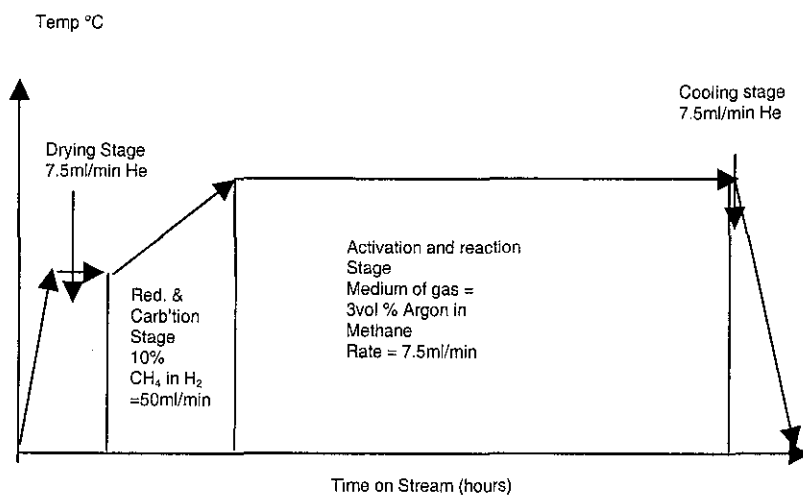 Temp °C
Cooling stage
7.5ml/min He
Drying Stage
7.5ml/min He
Activation and reaction
Stage
Medium of gas =
3vol % Argon in
Methane
Rate = 7.5ml/min
Red. &
Carb'tion
Stage
10%
CH₄ in H₂
=50ml/min
Time on Stream (hours)